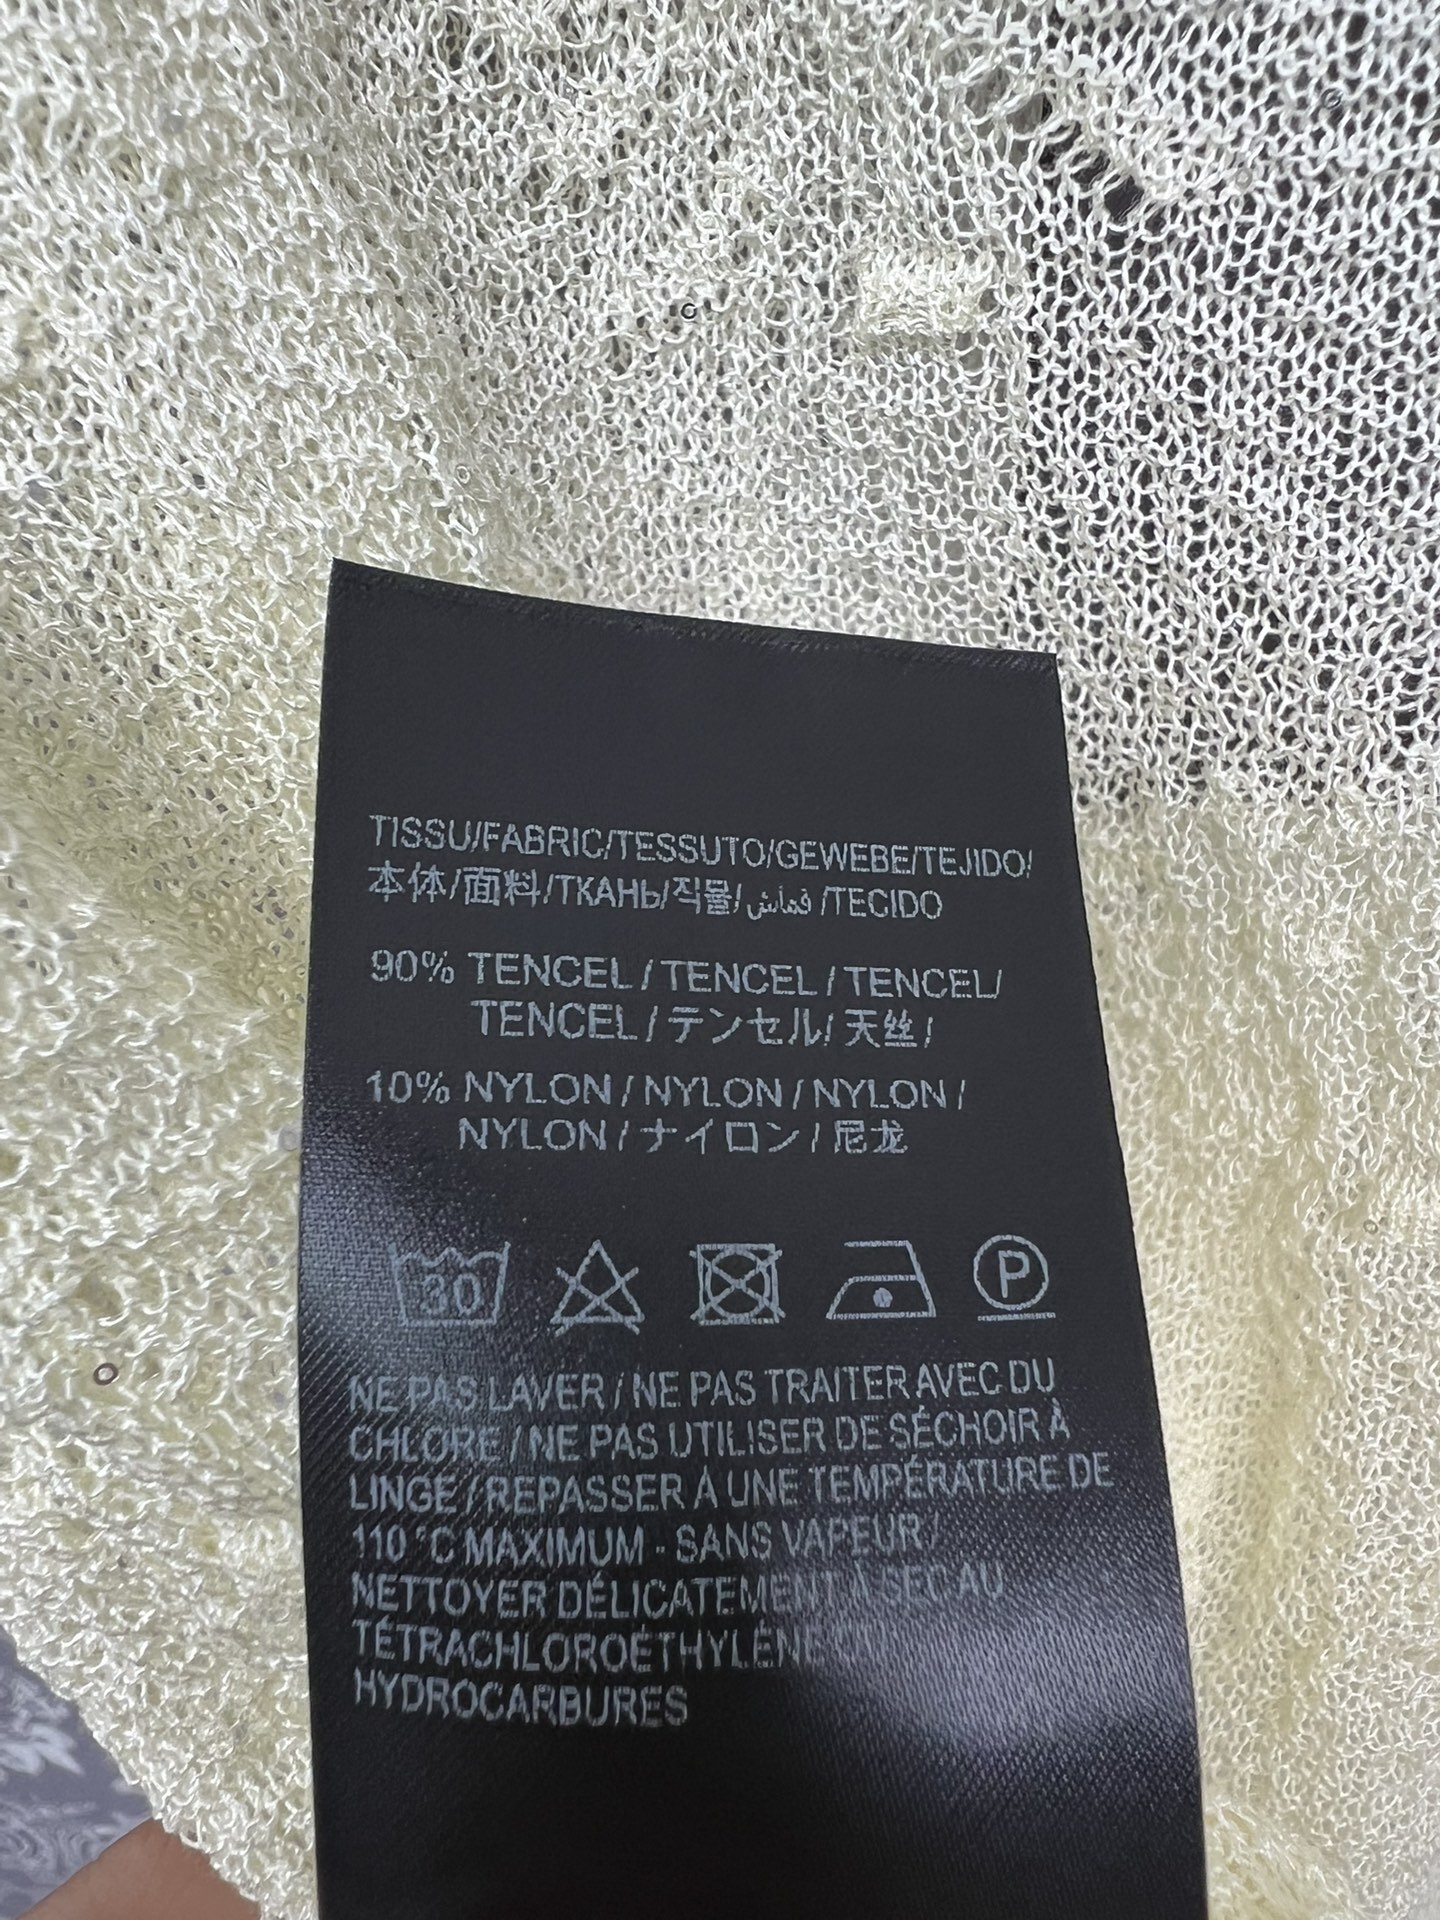 TISSU/FABRIC/TESSUTO/GEWEBE/TEJIDO/
本体/面料/ТКАНЬ/직물/قماش/TECIDO
90% TENCEL / TENCEL / TENCEL/
TENCEL / テンセル/ 天丝 /
10% NYLON / NYLON / NYLON /
NYLON / ナイロン / 尼龙
30
P
NE PAS LAVER / NE PAS TRAITER AVEC DU
CHLORE / NE PAS UTILISER DE SÉCHOIR À
LINGE / REPASSER À UNE TEMPÉRATURE DE
110 °C MAXIMUM - SANS VAPEUR /
NETTOYER DÉLICATEMENT À SEC AU
TÉTRACHLOROÉTHYLÉNE OU
HYDROCARBURES